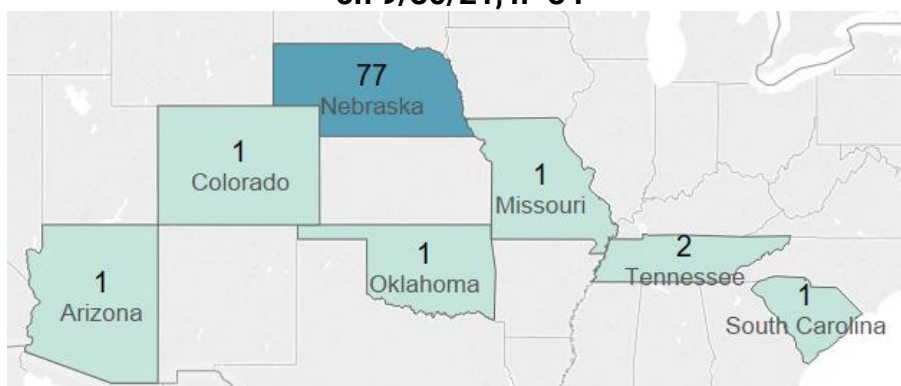 77
Nebraska
1
Colorado
1
Missouri
1
Arizona
1
Oklahoma
2
Tennessee
1
South Carolina